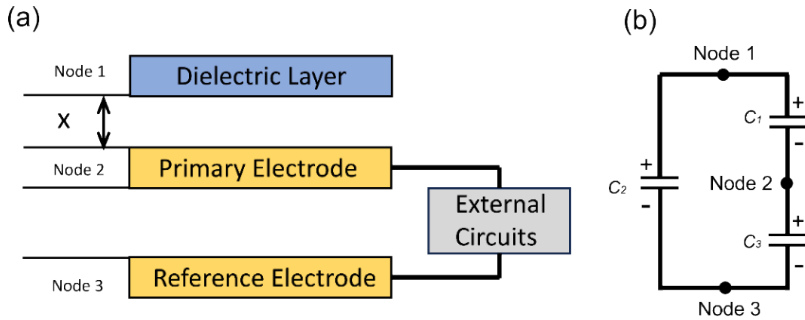 (a)
Node 1
Dielectric Layer
X
Node 2
Primary Electrode
External
Circuits
Node 3
Reference Electrode
(b)
Node 1
+
C₁
-
+
C₂
-
Node 2
+
C₃
-
Node 3